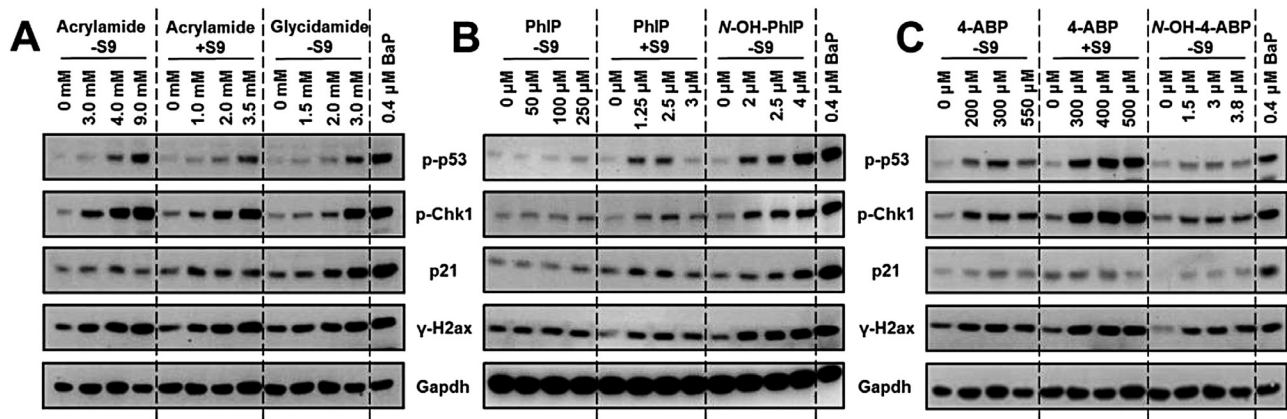 A
Acrylamide
-S9
Acrylamide
+S9
Glycidamide
-S9
0 mM
3.0 mM
4.0 mM
9.0 mM
0 mM
1.0 mM
2.0 mM
3.5 mM
0 mM
1.5 mM
2.0 mM
3.0 mM
0.4 µM BaP
B
PhIP
-S9
PhIP
+S9
N-OH-PhIP
-S9
0 µM
50 µM
100 µM
250 µM
0 µM
1.25 µM
2.5 µM
3 µM
0 µM
2 µM
2.5 µM
4 µM
0.4 µM BaP
C
4-ABP
-S9
4-ABP
+S9
N-OH-4-ABP
-S9
0 µM
200 µM
300 µM
550 µM
0 µM
300 µM
400 µM
500 µM
0 µM
1.5 µM
3 µM
3.8 µM
0.4 µM BaP
p-p53
p-Chk1
p21
γ-H2ax
Gapdh
p-p53
p-Chk1
p21
γ-H2ax
Gapdh